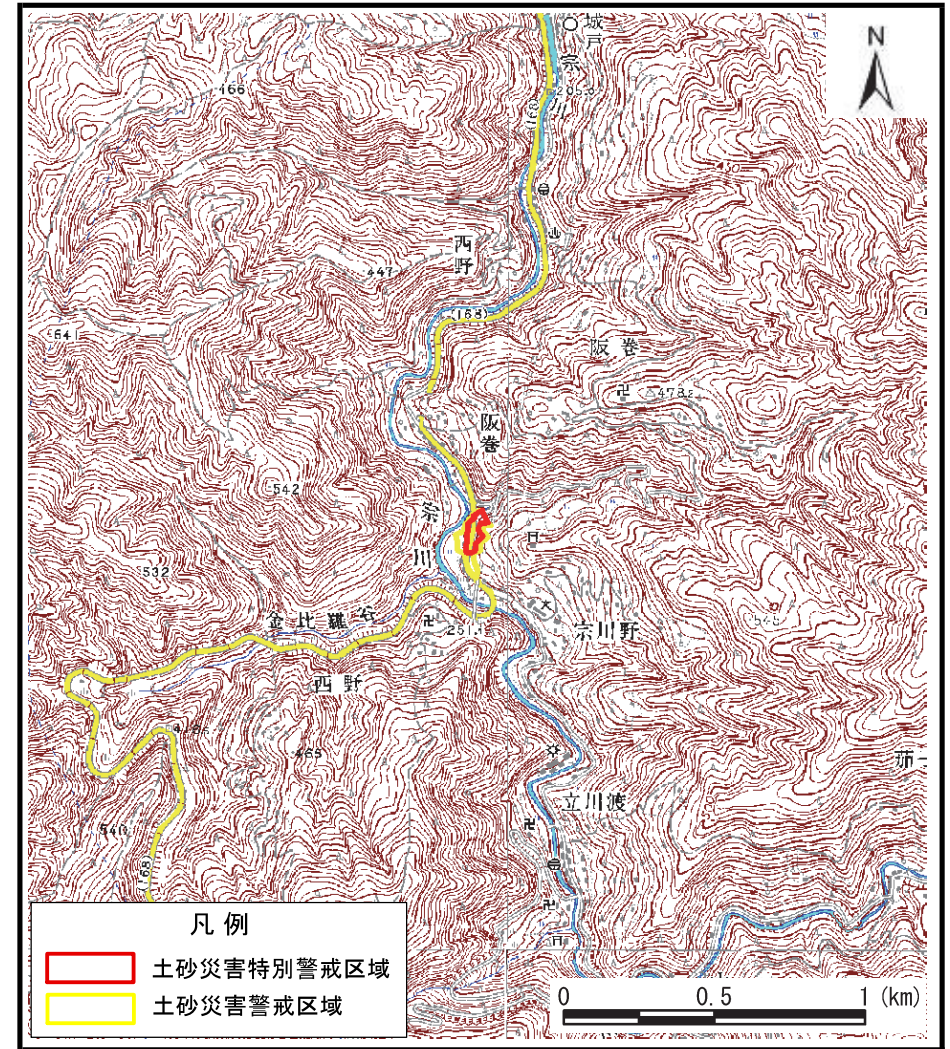 城戸
N
宗
466
西野
447
(168)
541
阪巻
478.2
阪巻
542
宗
川
532
金比羅谷
251.1
宗川野
548
西野
465
立川渡
540
(168)
凡例
土砂災害特別警戒区域
土砂災害警戒区域
0 0.5 1 (km)